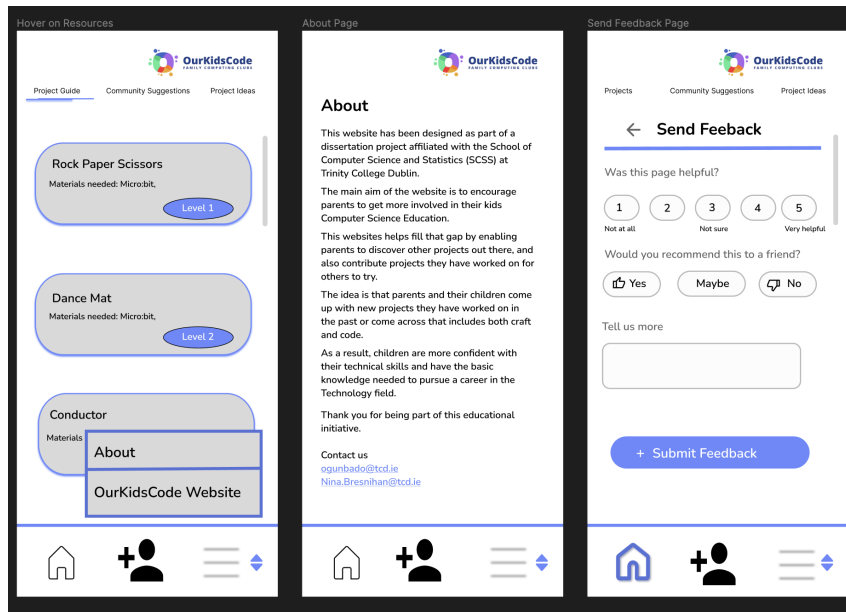 Hover on Resources
OurKidsCode
FAMILY COMPUTING CLUBS
Project Guide Community Suggestions Project Ideas
Rock Paper Scissors
Materials needed: Micro:bit,
Level 1
Dance Mat
Materials needed: Micro:bit,
Level 2
Conductor
Materials
About
OurKidsCode Website
About Page
OurKidsCode
FAMILY COMPUTING CLUBS
About
This website has been designed as part of a
dissertation project affiliated with the School of
Computer Science and Statistics (SCSS) at
Trinity College Dublin.
The main aim of the website is to encourage
parents to get more involved in their kids
Computer Science Education.
This websites helps fill that gap by enabling
parents to discover other projects out there, and
also contribute projects they have worked on for
others to try.
The idea is that parents and their children come
up with new projects they have worked on in
the past or come across that includes both craft
and code.
As a result, children are more confident with
their technical skills and have the basic
knowledge needed to pursue a career in the
Technology field.
Thank you for being part of this educational
initiative.
Contact us
ogunbado@tcd.ie
Nina.Bresnihan@tcd.ie
Send Feedback Page
OurKidsCode
FAMILY COMPUTING CLUBS
Projects Community Suggestions Project Ideas
Send Feeback
Was this page helpful?
1 2 3 4 5
Not at all Not sure Very helpful
Would you recommend this to a friend?
Yes Maybe No
Tell us more
+ Submit Feedback